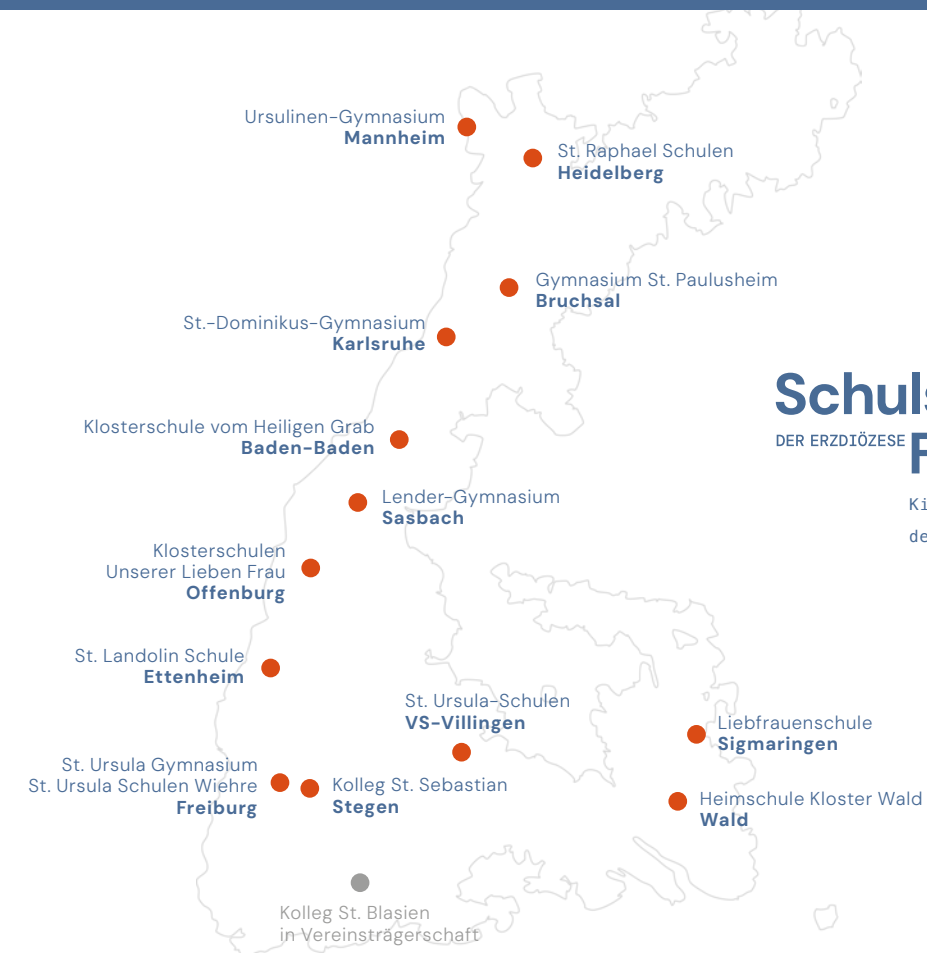 Ursulinen-Gymnasium
Mannheim
St. Raphael Schulen
Heidelberg
Gymnasium St. Paulusheim
Bruchsal
St.-Dominikus-Gymnasium
Karlsruhe
Schuls
DER ERZDIÖZESE F
Klosterschule vom Heiligen Grab
Baden-Baden
Lender-Gymnasium
Sasbach
Ki
de
Klosterschulen
Unserer Lieben Frau
Offenburg
St. Landolin Schule
Ettenheim
St. Ursula-Schulen
VS-Villingen
Liebfrauenschule
Sigmaringen
St. Ursula Gymnasium
St. Ursula Schulen Wiehre
Freiburg
Kolleg St. Sebastian
Stegen
Heimschule Kloster Wald
Wald
Kolleg St. Blasien
in Vereinsträgerschaft